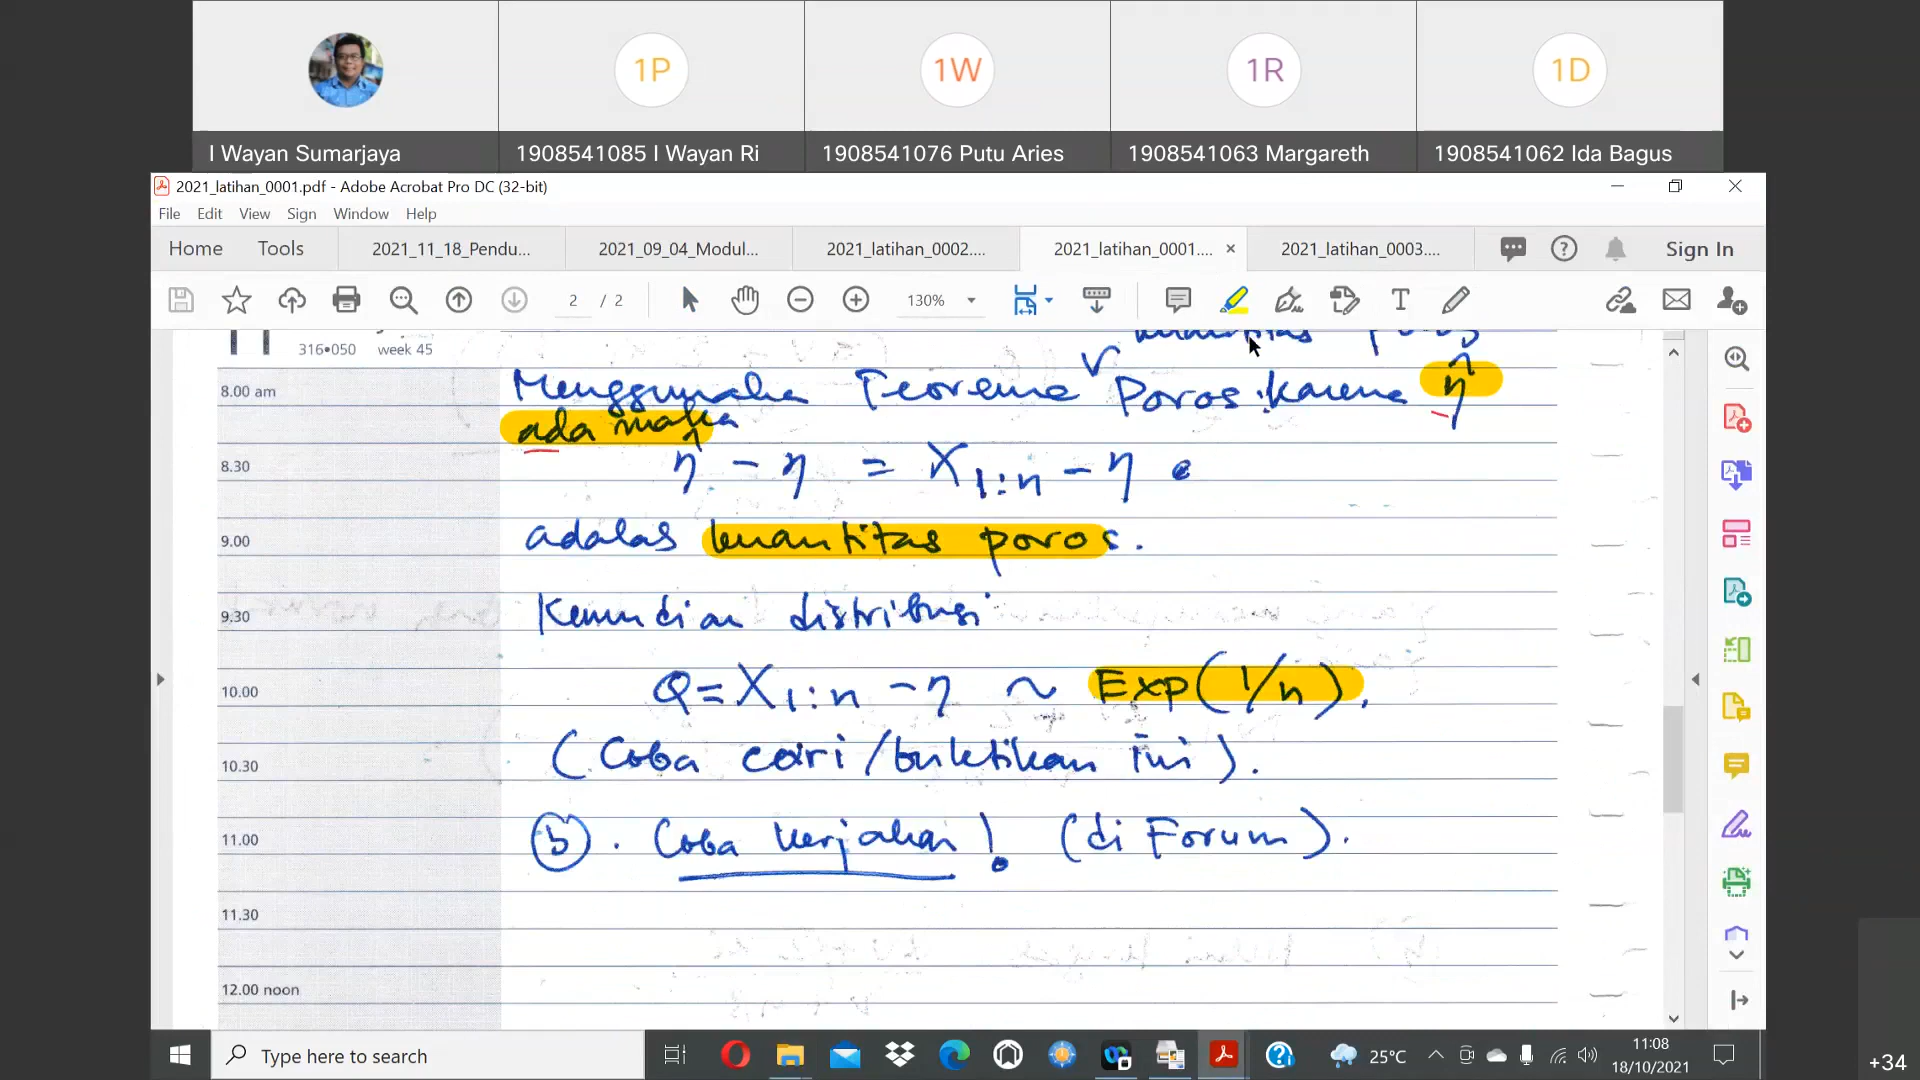 1P
1W
1R
1D
I Wayan Sumarjaya
1908541085 I Wayan Ri
1908541076 Putu Aries
1908541063 Margareth
1908541062 Ida Bagus
2021_latihan_0001.pdf - Adobe Acrobat Pro DC (32-bit)
File Edit View Sign Window Help
Home Tools 2021_11_18_Pendu... 2021_09_04_Modul... 2021_latihan_0002.... 2021_latihan_0001.... × 2021_latihan_0003.... Sign In
2 / 2 130%
316•050 week 45
8.00 am
Menggunaka Teorema Poros : karena η̂
ada maka
8.30
η̂ - η = X1:n - η
9.00
adalas kuantitas poros.
9.30
Kemudian distribusi
10.00
Q = X1:n - η ~ Exp(1/n).
10.30
(Coba cari/buktikan ini).
11.00
(b). Coba kerjakan! (di Forum).
11.30
12.00 noon
Type here to search
25°C
11:08
18/10/2021
+34